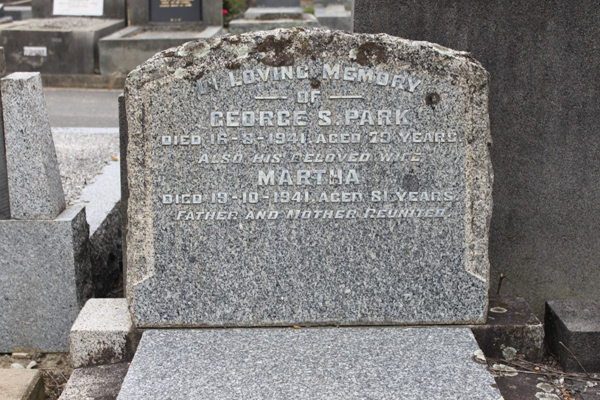 In Loving Memory
of
GEORGE S. PARK
DIED 16-8-1941, AGED 79 YEARS.
ALSO HIS BELOVED WIFE,
MARTHA
DIED 19-10-1941, AGED 81 YEARS.
FATHER AND MOTHER REUNITED.